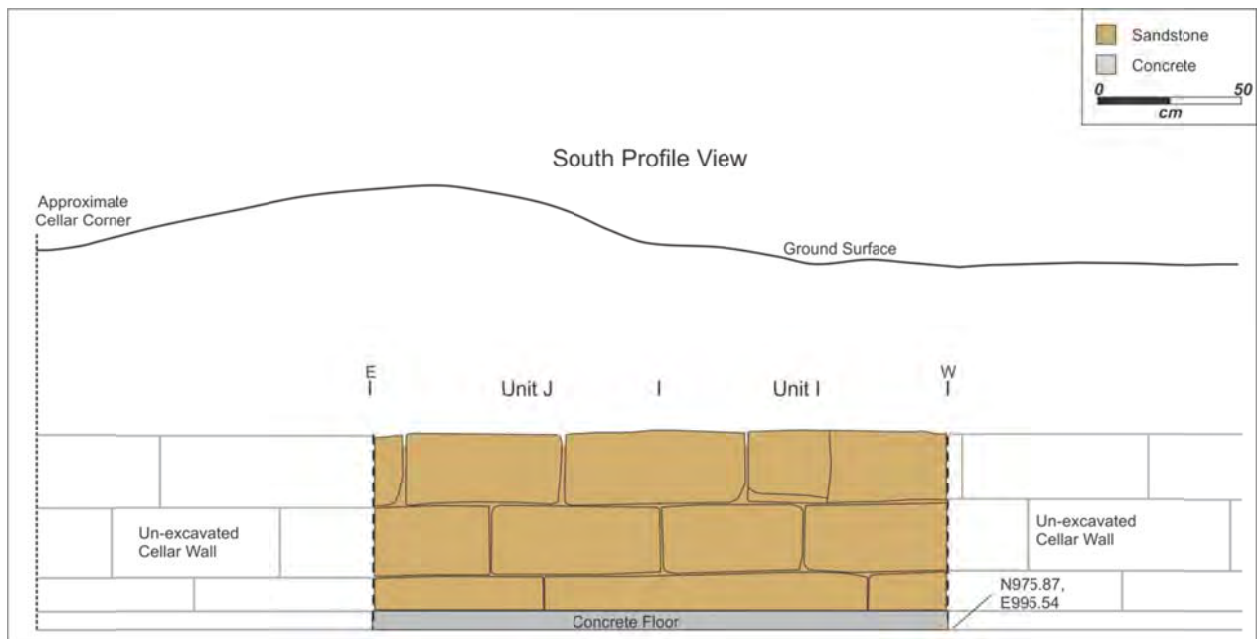 Sandstone
Concrete
0 50
cm
South Profile View
Approximate
Cellar Corner
Ground Surface
E W
I Unit J I Unit I I
Un-excavated
Cellar Wall
Un-excavated
Cellar Wall
N975.87,
E995.54
Concrete Floor